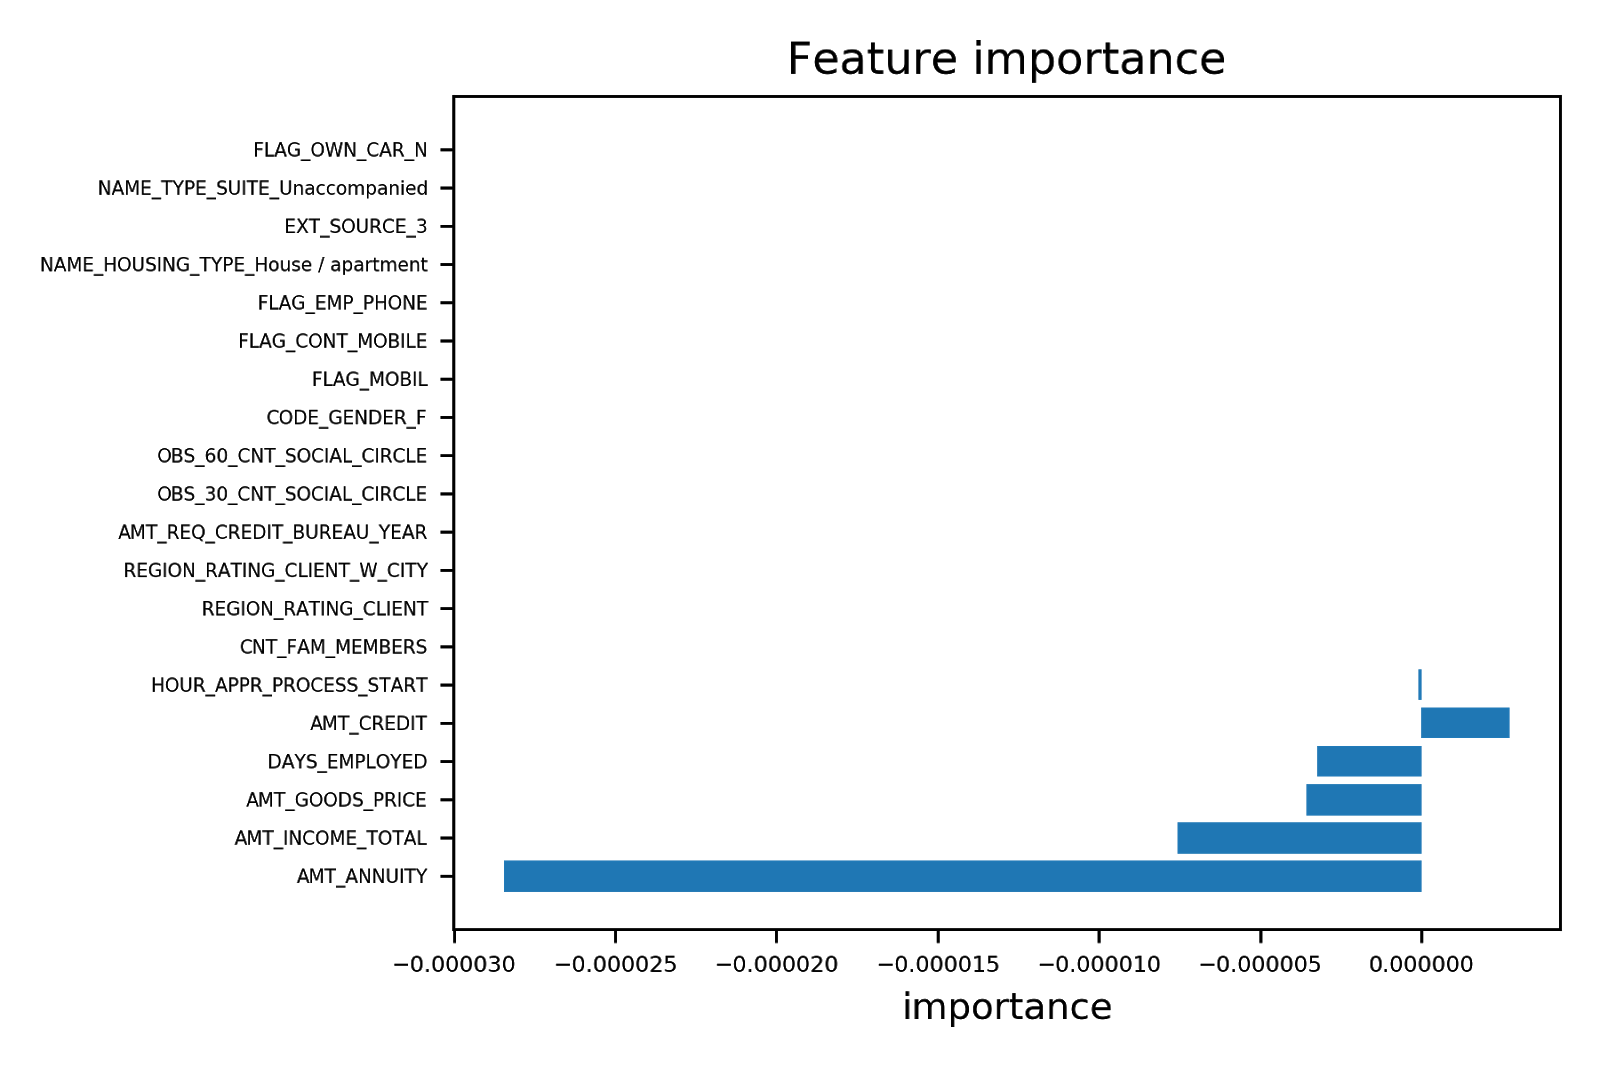 Feature importance
FLAG_OWN_CAR_N
NAME_TYPE_SUITE_Unaccompanied
EXT_SOURCE_3
NAME_HOUSING_TYPE_House / apartment
FLAG_EMP_PHONE
FLAG_CONT_MOBILE
FLAG_MOBIL
CODE_GENDER_F
OBS_60_CNT_SOCIAL_CIRCLE
OBS_30_CNT_SOCIAL_CIRCLE
AMT_REQ_CREDIT_BUREAU_YEAR
REGION_RATING_CLIENT_W_CITY
REGION_RATING_CLIENT
CNT_FAM_MEMBERS
HOUR_APPR_PROCESS_START
AMT_CREDIT
DAYS_EMPLOYED
AMT_GOODS_PRICE
AMT_INCOME_TOTAL
AMT_ANNUITY
−0.000030 −0.000025 −0.000020 −0.000015 −0.000010 −0.000005 0.000000
importance